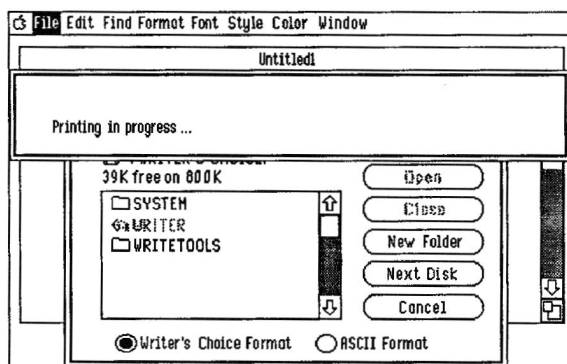 File Edit Find Format Font Style Color Window
Untitled1
Printing in progress ...
39K free on 800K
Open
SYSTEM
Close
WRITER
New Folder
WRITETOOLS
Next Disk
Cancel
Writer's Choice Format ASCII Format